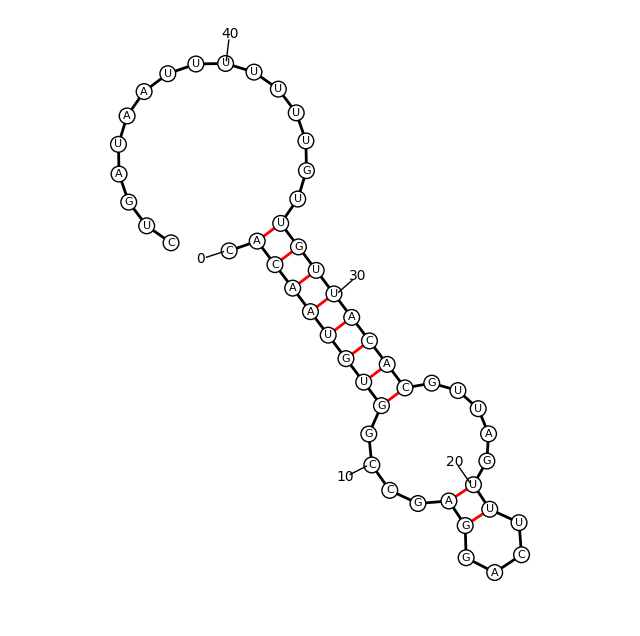 0
C A C A A U G U G G
10
C C G A G G A C U U
20
U G A U U G C A C A
30
U U G U U G U U U U
40
U U U A A U A G U C